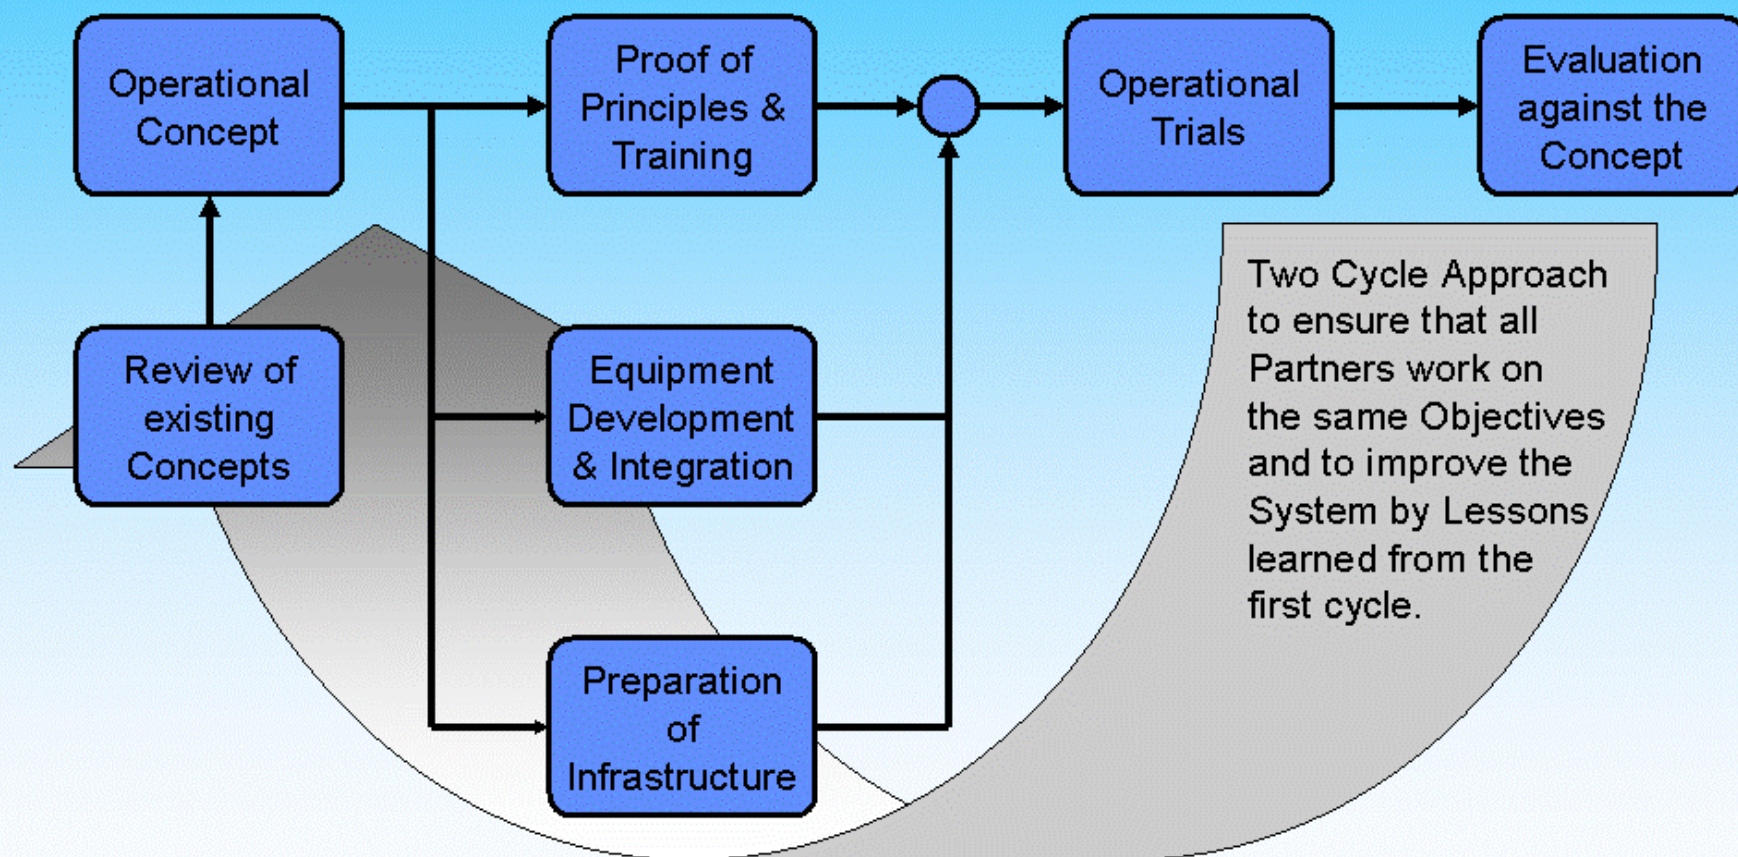 Operational
Concept
Proof of
Principles &
Training
Operational
Trials
Evaluation
against the
Concept
Review of
existing
Concepts
Equipment
Development
& Integration
Preparation
of
Infrastructure
Two Cycle Approach
to ensure that all
Partners work on
the same Objectives
and to improve the
System by Lessons
learned from the
first cycle.